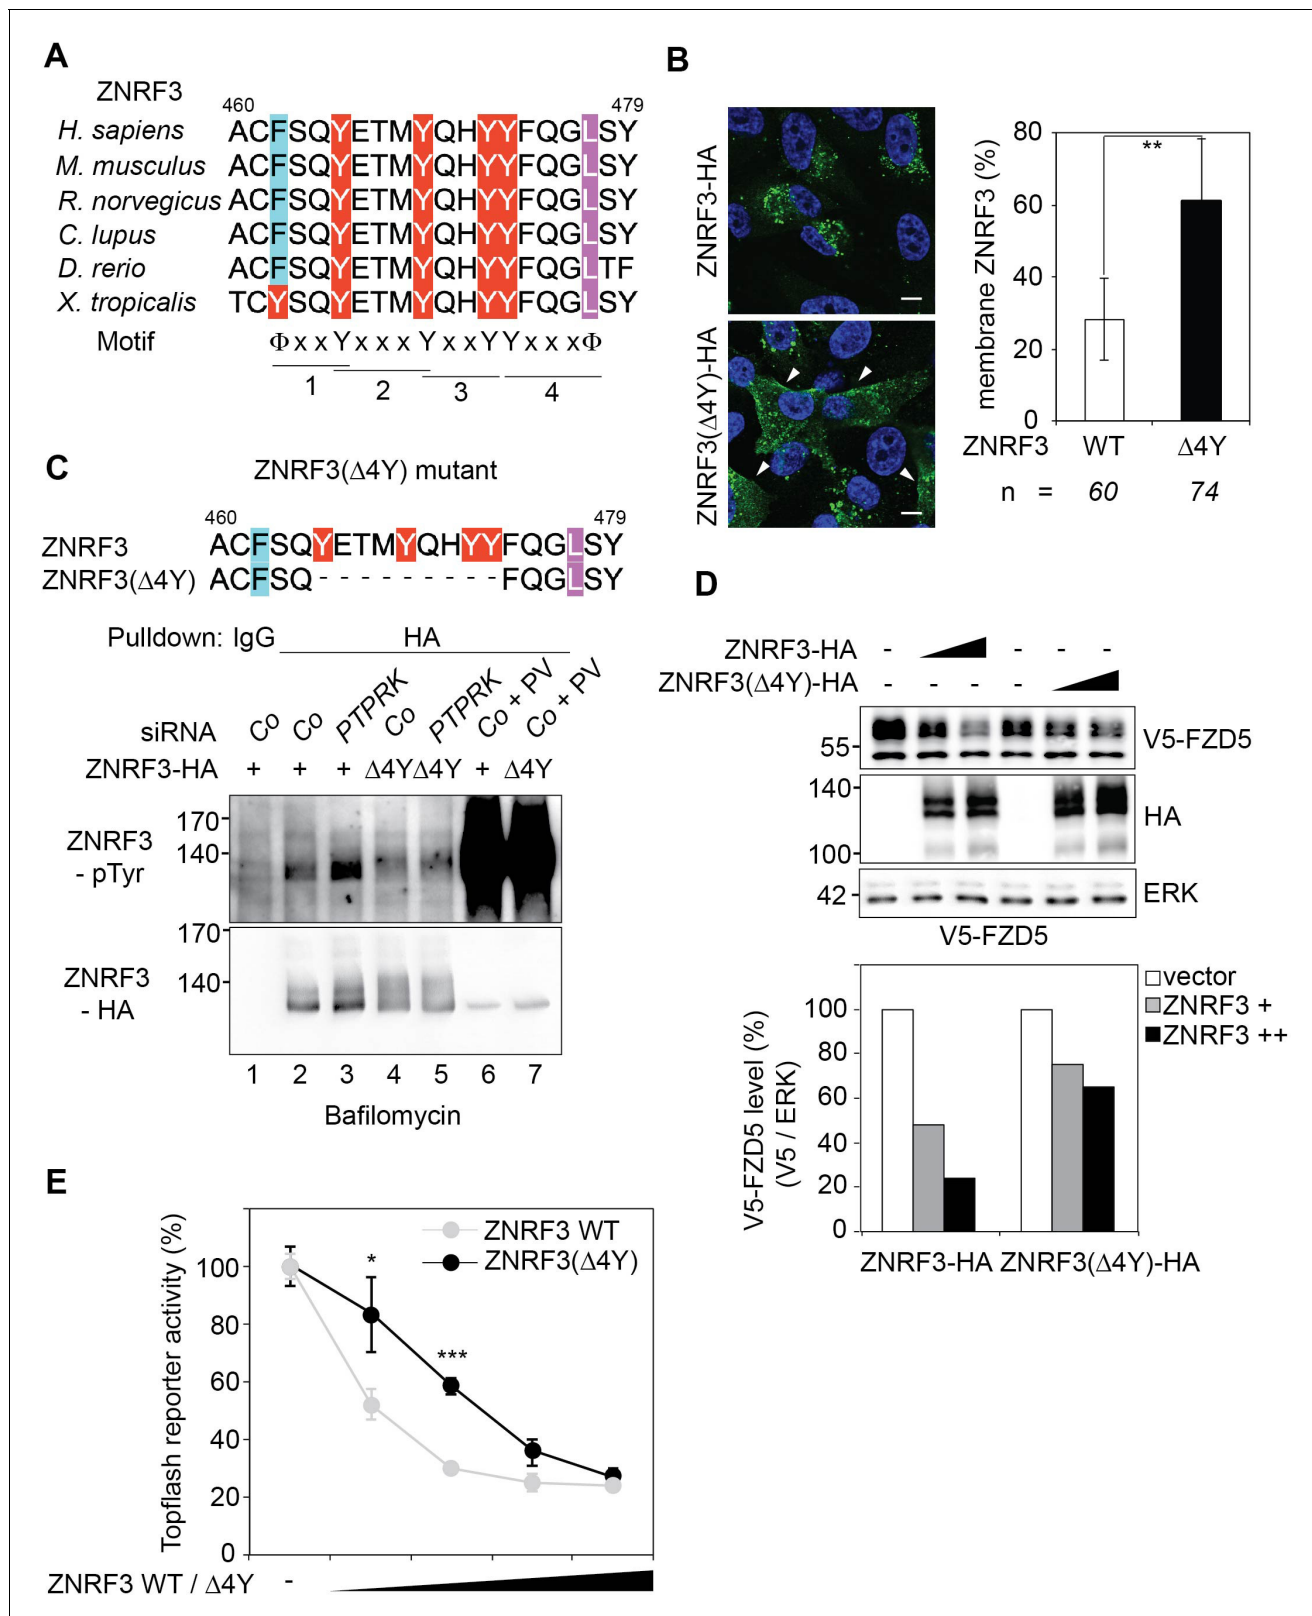 A
ZNRF3
460 479
H. sapiens ACFSQYETMYQHYYFQGLSY
M. musculus ACFSQYETMYQHYYFQGLSY
R. norvegicus ACFSQYETMYQHYYFQGLSY
C. lupus ACFSQYETMYQHYYFQGLSY
D. rerio ACFSQYETMYQHYYFQGLTF
X. tropicalis TCYSQYETMYQHYYFQGLSY
Motif ΦxxYxxxYxxYYxxxΦ
1 2 3 4
B
ZNRF3-HA
ZNRF3(Δ4Y)-HA
membrane ZNRF3 (%)
80
60
40
20
0
**
ZNRF3 WT Δ4Y
n = 60 74
C
ZNRF3(Δ4Y) mutant
460 479
ZNRF3 ACFSQYETMYQHYYFQGLSY
ZNRF3(Δ4Y) ACFSQ---------FQGLSY
Pulldown: IgG HA
siRNA Co Co PTPRK Co PTPRK Co + PV Co + PV
ZNRF3-HA + + + Δ4Y Δ4Y + Δ4Y
ZNRF3 - pTyr
170
140
ZNRF3 - HA
170
140
1 2 3 4 5 6 7
Bafilomycin
D
ZNRF3-HA - - - -
ZNRF3(Δ4Y)-HA - - - -
55 V5-FZD5
140 HA
100
42 ERK
V5-FZD5
V5-FZD5 level (%)
(V5 / ERK)
100
80
60
40
20
0
vector
ZNRF3 +
ZNRF3 ++
ZNRF3-HA ZNRF3(Δ4Y)-HA
E
Topflash reporter activity (%)
100
80
60
40
20
0
ZNRF3 WT
ZNRF3(Δ4Y)
*
***
ZNRF3 WT / Δ4Y -